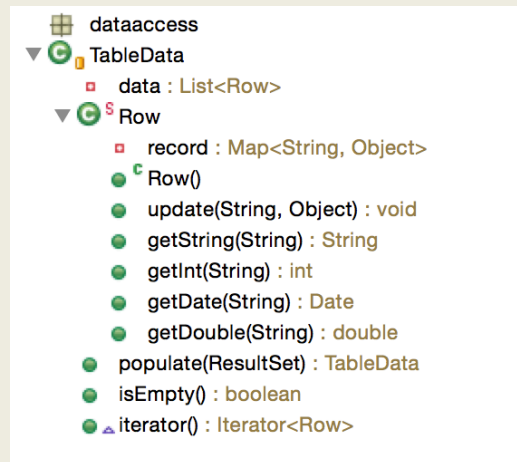 dataaccess
C TableData
data : List<Row>
C S Row
record : Map<String, Object>
C Row()
update(String, Object) : void
getString(String) : String
getInt(String) : int
getDate(String) : Date
getDouble(String) : double
populate(ResultSet) : TableData
isEmpty() : boolean
iterator() : Iterator<Row>